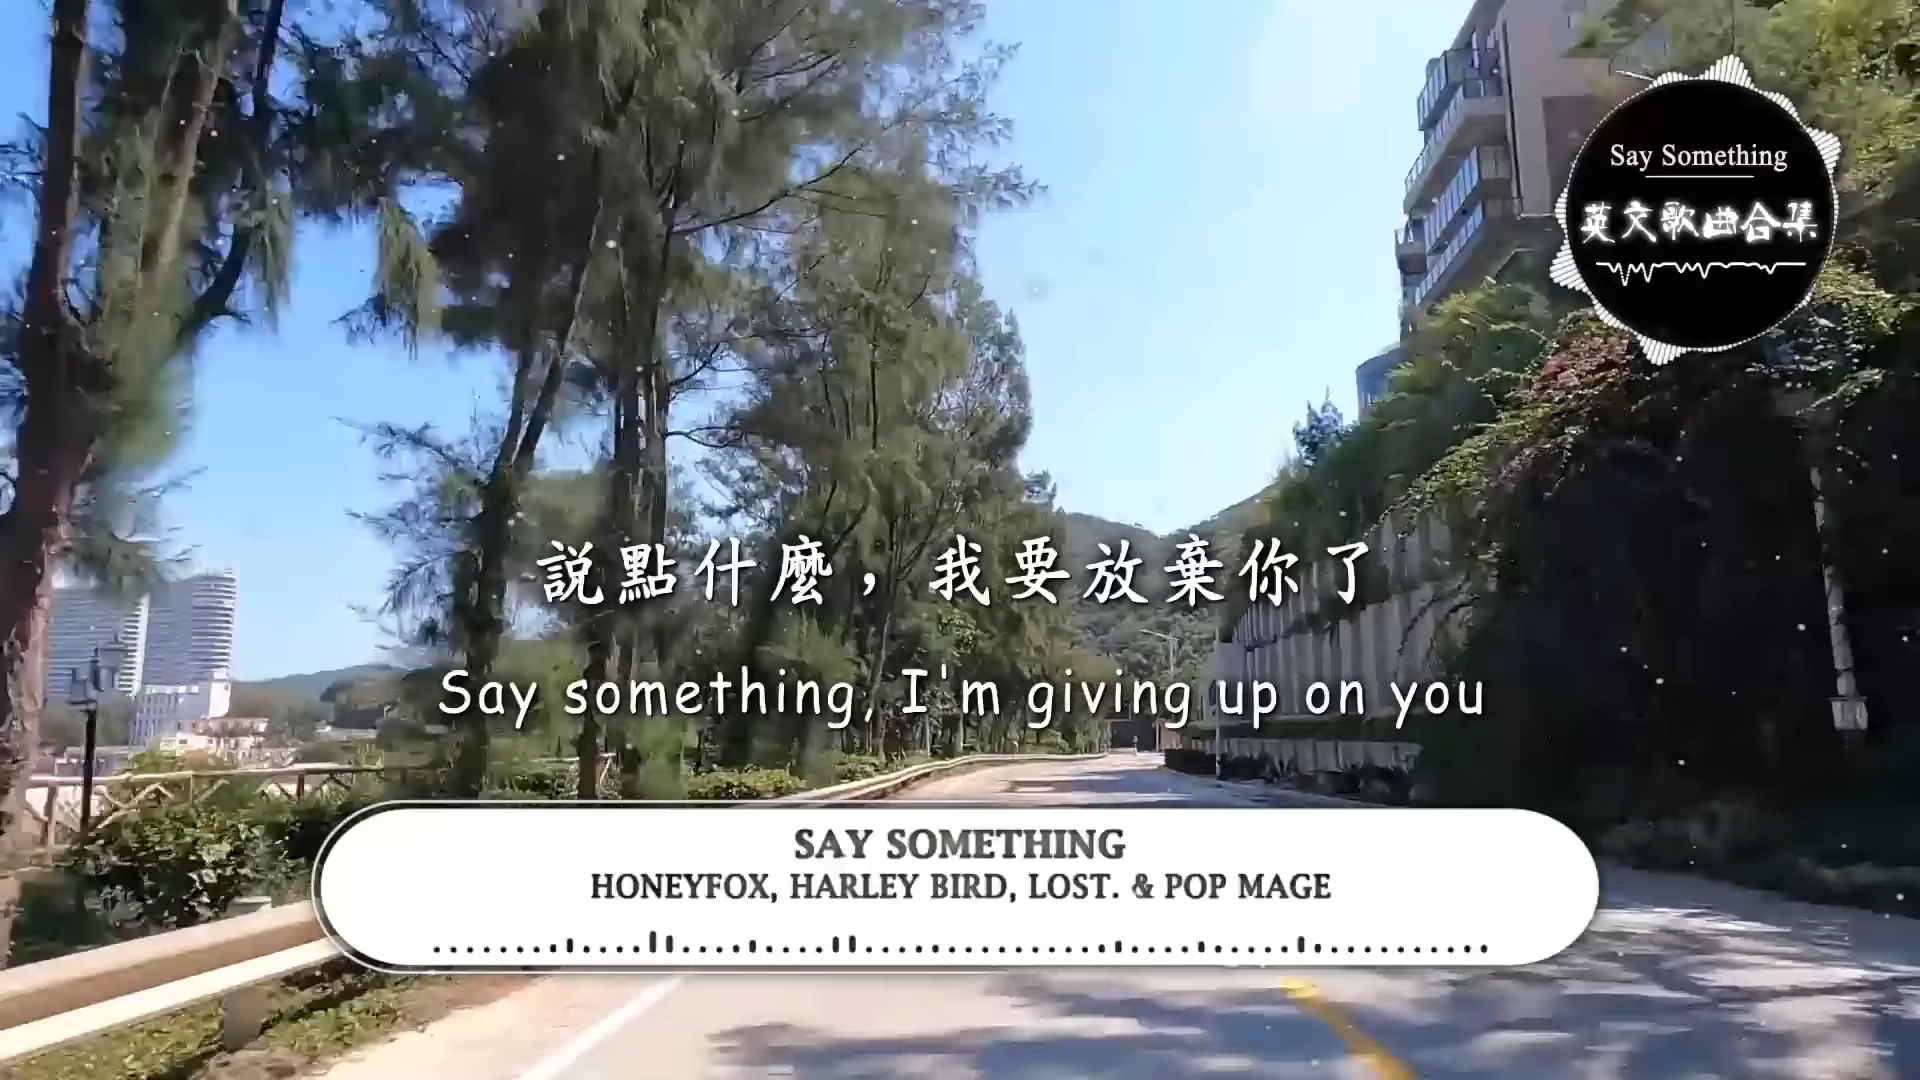 Say Something
英文歌曲合集
說點什麼，我要放棄你了
Say something, I'm giving up on you
SAY SOMETHING
HONEYFOX, HARLEY BIRD, LOST. & POP MAGE